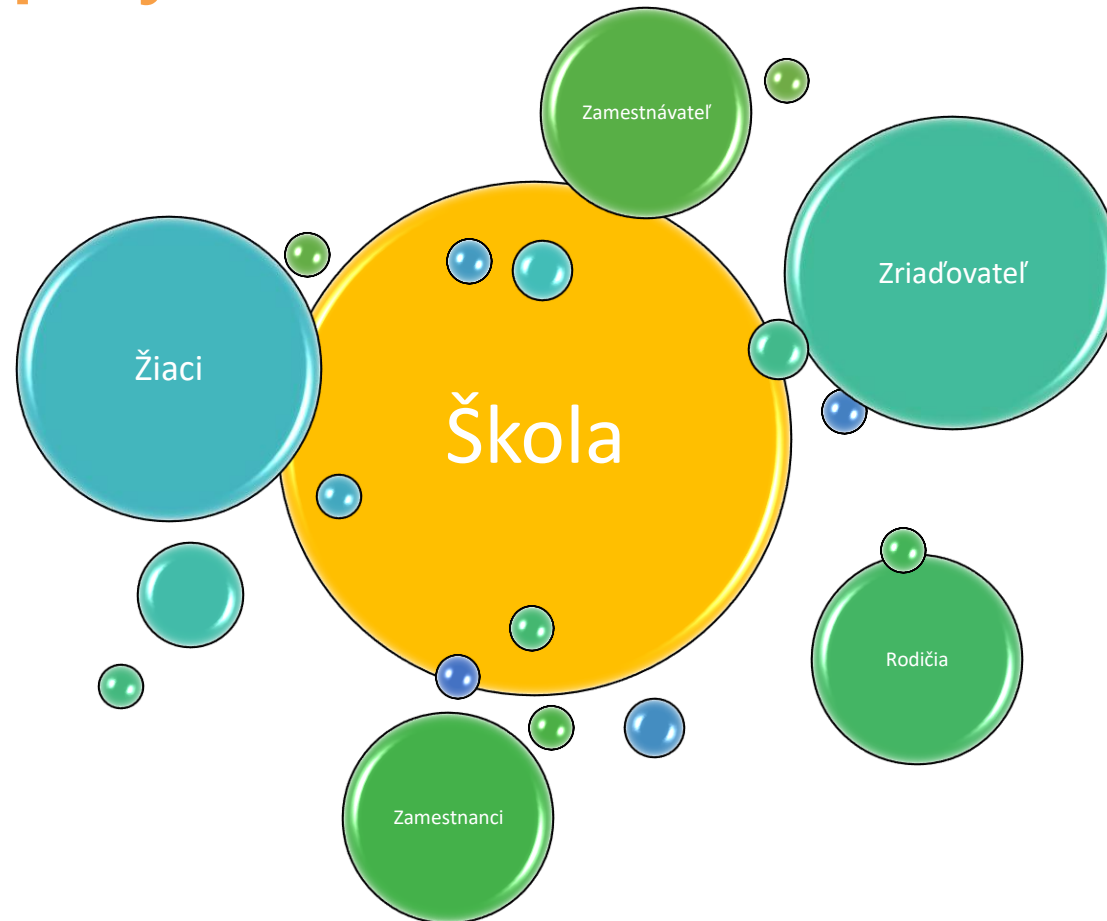 Zamestnávateľ
Zriaďovateľ
Žiaci
Škola
Rodičia
Zamestnanci